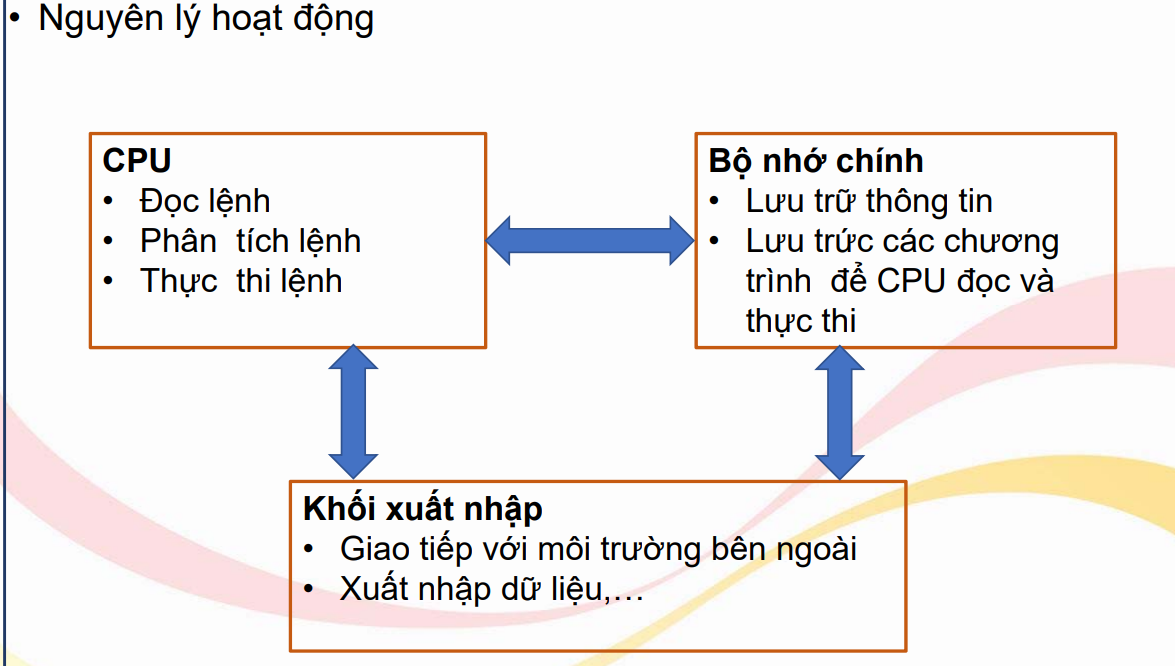 • Nguyên lý hoạt động
CPU
• Đọc lệnh
• Phân tích lệnh
• Thực thi lệnh
Bộ nhớ chính
• Lưu trữ thông tin
• Lưu trức các chương
trình để CPU đọc và
thực thi
Khối xuất nhập
• Giao tiếp với môi trường bên ngoài
• Xuất nhập dữ liệu,…